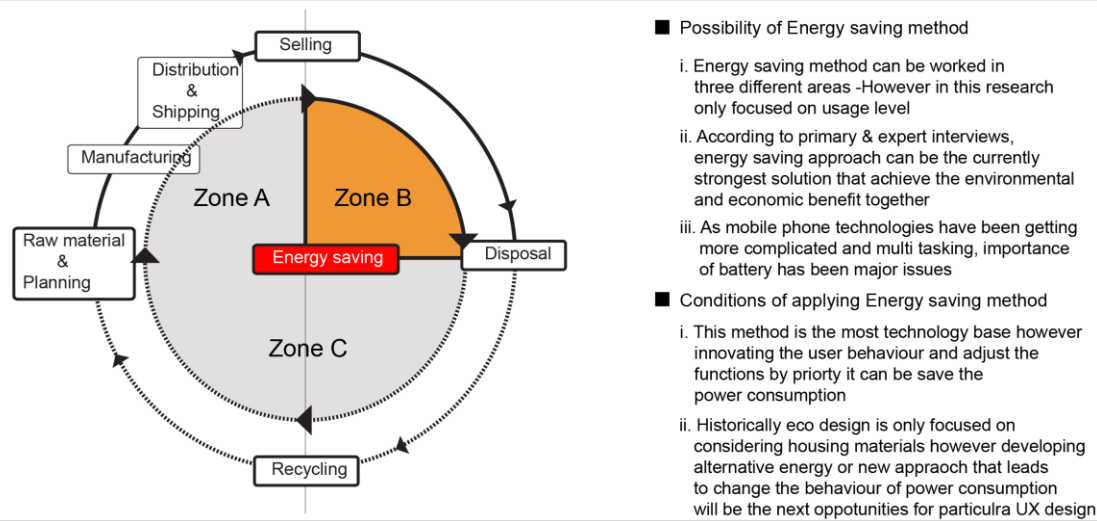 Selling
Distribution
&
Shipping
Manufacturing
Zone A
Zone B
Raw material
&
Planning
Energy saving
Disposal
Zone C
Recycling
■ Possibility of Energy saving method
i. Energy saving method can be worked in
three different areas -However in this research
only focused on usage level
ii. According to primary & expert interviews,
energy saving approach can be the currently
strongest solution that achieve the environmental
and economic benefit together
iii. As mobile phone technologies have been getting
more complicated and multi tasking, importance
of battery has been major issues
■ Conditions of applying Energy saving method
i. This method is the most technology base however
innovating the user behaviour and adjust the
functions by priorty it can be save the
power consumption
ii. Historically eco design is only focused on
considering housing materials however developing
alternative energy or new appraoch that leads
to change the behaviour of power consumption
will be the next oppotunities for particulra UX design